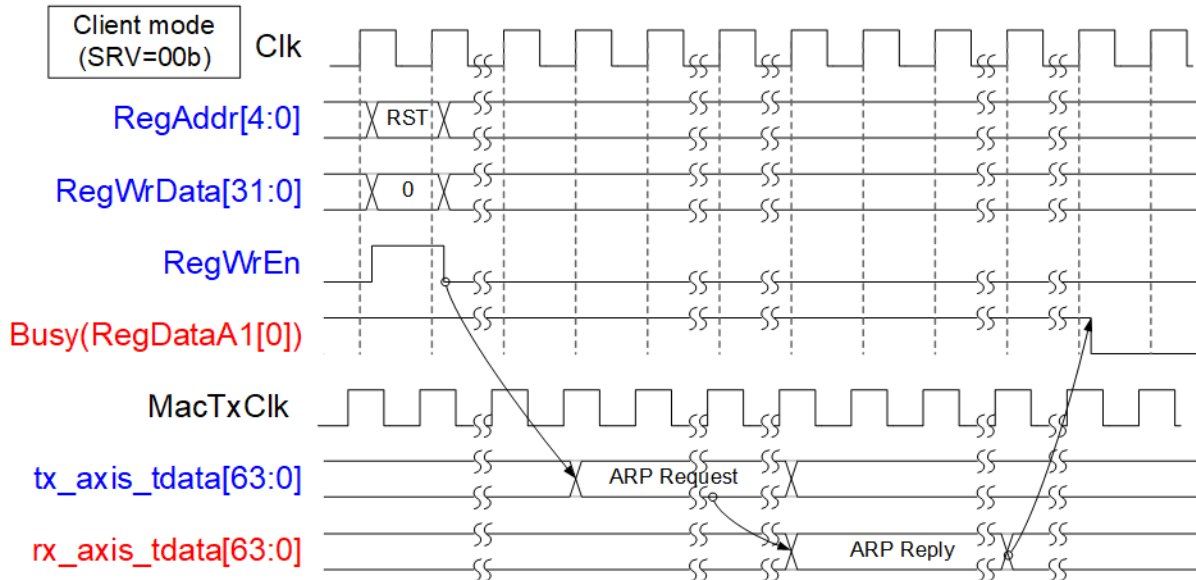 Client mode
(SRV=00b)
Clk
RegAddr[4:0]
RST
RegWrData[31:0]
0
RegWrEn
Busy(RegDataA1[0])
MacTxClk
tx_axis_tdata[63:0]
ARP Request
rx_axis_tdata[63:0]
ARP Reply